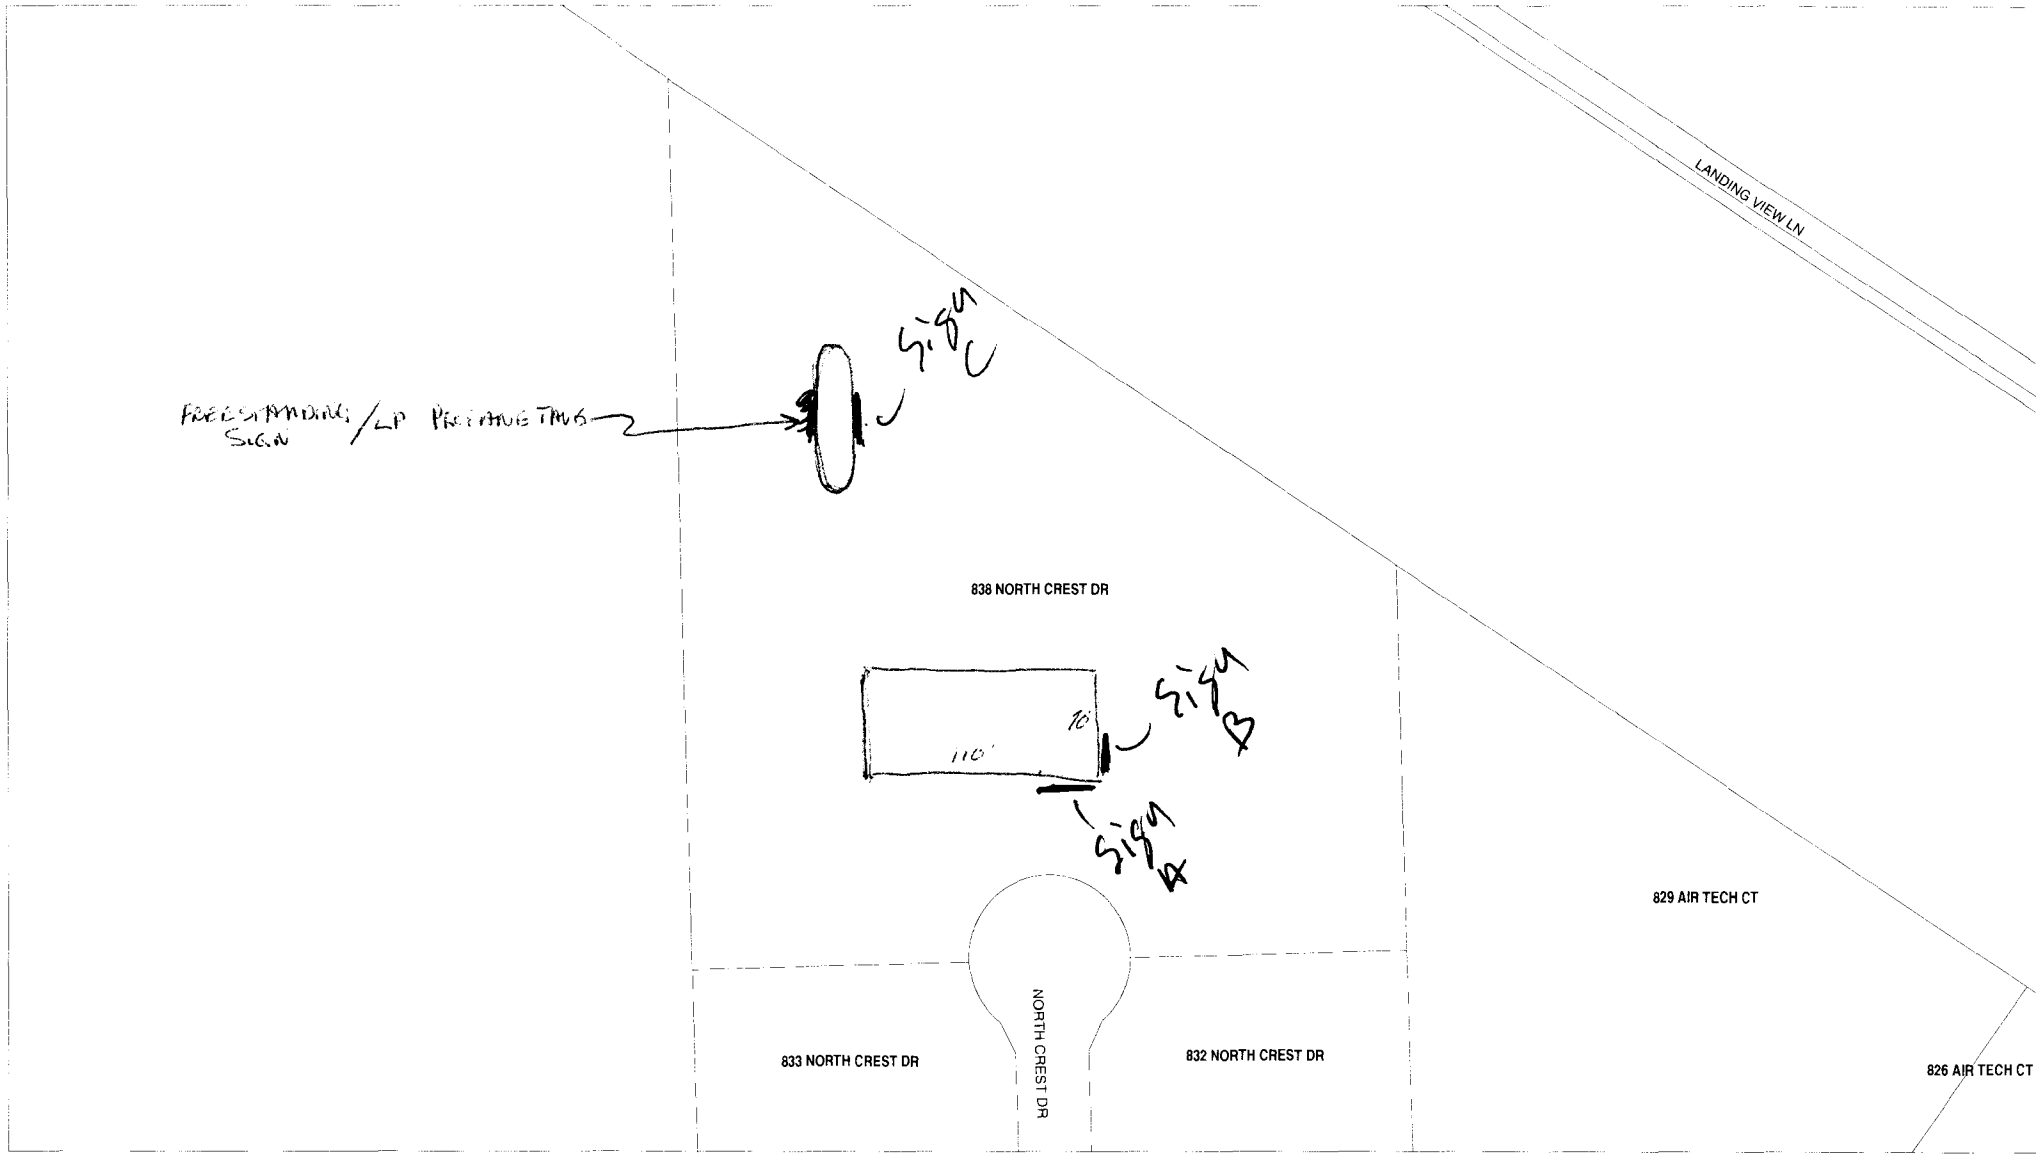 LANDING VIEW LN
Sign
C
FREESTANDING / LP PROPANE TANK
SIGN
838 NORTH CREST DR
Sign
B
70'
110'
Sign
A
829 AIR TECH CT
NORTH CREST DR
833 NORTH CREST DR
832 NORTH CREST DR
826 AIR TECH CT